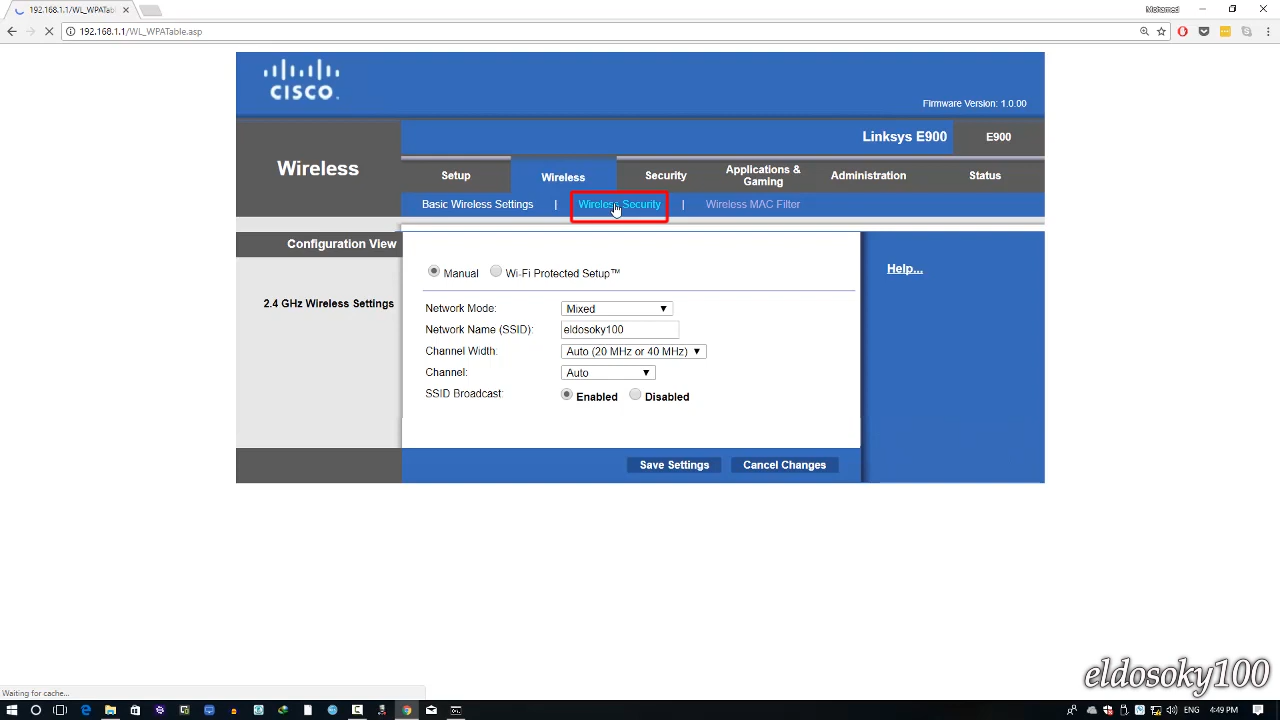 192.168.1.1/WL_WPATable
Mohamed
192.168.1.1/WL_WPATable.asp
CISCO.
Firmware Version: 1.0.00
Linksys E900
E900
Wireless
Setup
Wireless
Security
Applications & Gaming
Administration
Status
Basic Wireless Settings | Wireless Security | Wireless MAC Filter
Configuration View
Manual
Wi-Fi Protected Setup™
Help...
2.4 GHz Wireless Settings
Network Mode: Mixed
Network Name (SSID): eldosoky100
Channel Width: Auto (20 MHz or 40 MHz)
Channel: Auto
SSID Broadcast: Enabled Disabled
Save Settings
Cancel Changes
eldosoky100
Waiting for cache...
ENG
4:49 PM